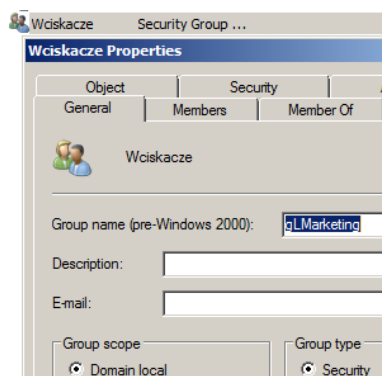 Wciskacze Security Group ...
Wciskacze Properties
Object Security
General Members Member Of
Wciskacze
Group name (pre-Windows 2000): gLMarketing
Description:
E-mail:
Group scope Group type
Domain local Security